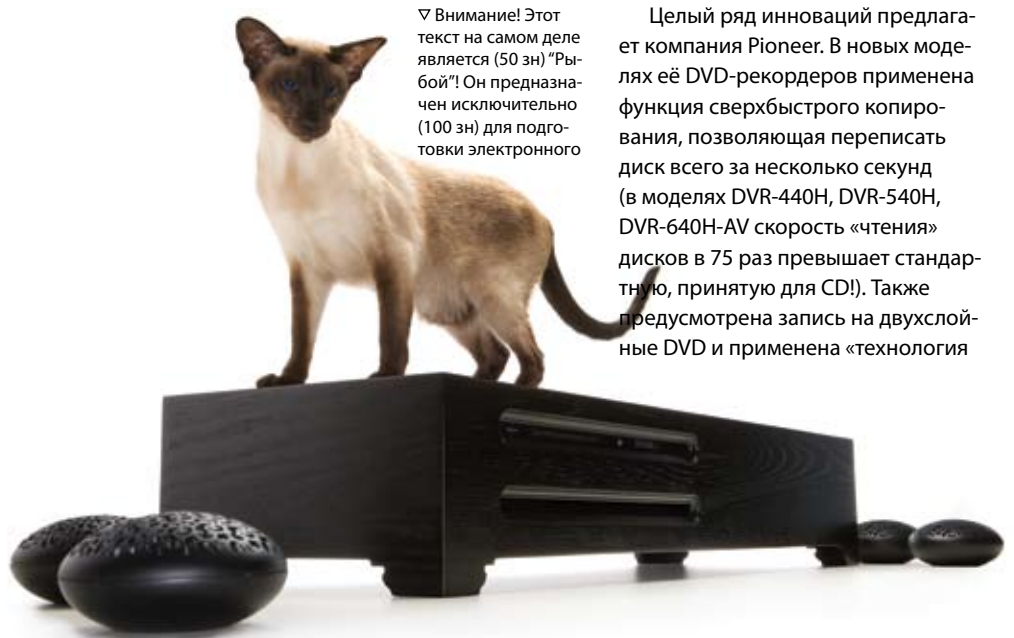 ▽ Внимание! Этот
текст на самом деле
является (50 зн) “Ры-
бой”! Он предназна-
чен исключительно
(100 зн) для подго-
товки электронного
Целый ряд инноваций предлага-
ет компания Pioneer. В новых моде-
лях её DVD-рекордеров применена
функция сверхбыстрого копиро-
вания, позволяющая переписать
диск всего за несколько секунд
(в моделях DVR-440H, DVR-540H,
DVR-640H-AV скорость «чтения»
дисков в 75 раз превышает стандар-
тную, принятую для CD!). Также
предусмотрена запись на двухслой-
ные DVD и применена «технология